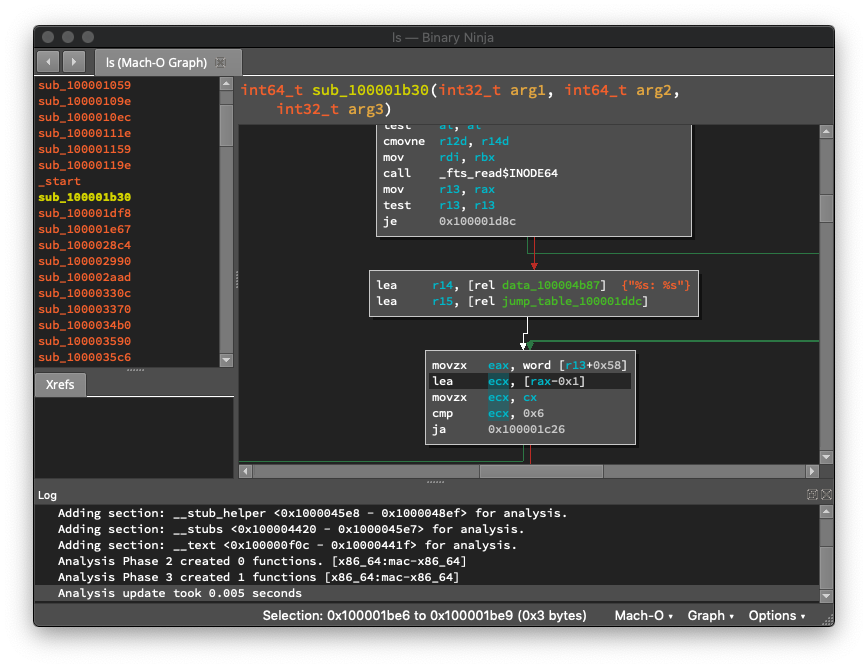 ls — Binary Ninja
ls (Mach-O Graph)
sub_100001059
sub_10000109e
sub_1000010ec
sub_10000111e
sub_100001159
sub_10000119e
_start
sub_100001b30
sub_100001df8
sub_100001e67
sub_1000028c4
sub_100002990
sub_100002aad
sub_10000330c
sub_100003370
sub_1000034b0
sub_100003590
sub_1000035c6
Xrefs
int64_t sub_100001b30(int32_t arg1, int64_t arg2,
int32_t arg3)
test al, al
cmovne r12d, r14d
mov rdi, rbx
call _fts_read$INODE64
mov r13, rax
test r13, r13
je 0x100001d8c
lea r14, [rel data_100004b87] {"%s: %s"}
lea r15, [rel jump_table_100001ddc]
movzx eax, word [r13+0x58]
lea ecx, [rax-0x1]
movzx ecx, cx
cmp ecx, 0x6
ja 0x100001c26
Log
Adding section: __stub_helper <0x1000045e8 - 0x1000048ef> for analysis.
Adding section: __stubs <0x100004420 - 0x1000045e7> for analysis.
Adding section: __text <0x100000f0c - 0x10000441f> for analysis.
Analysis Phase 2 created 0 functions. [x86_64:mac-x86_64]
Analysis Phase 3 created 1 functions [x86_64:mac-x86_64]
Analysis update took 0.005 seconds
Selection: 0x100001be6 to 0x100001be9 (0x3 bytes) Mach-O Graph Options